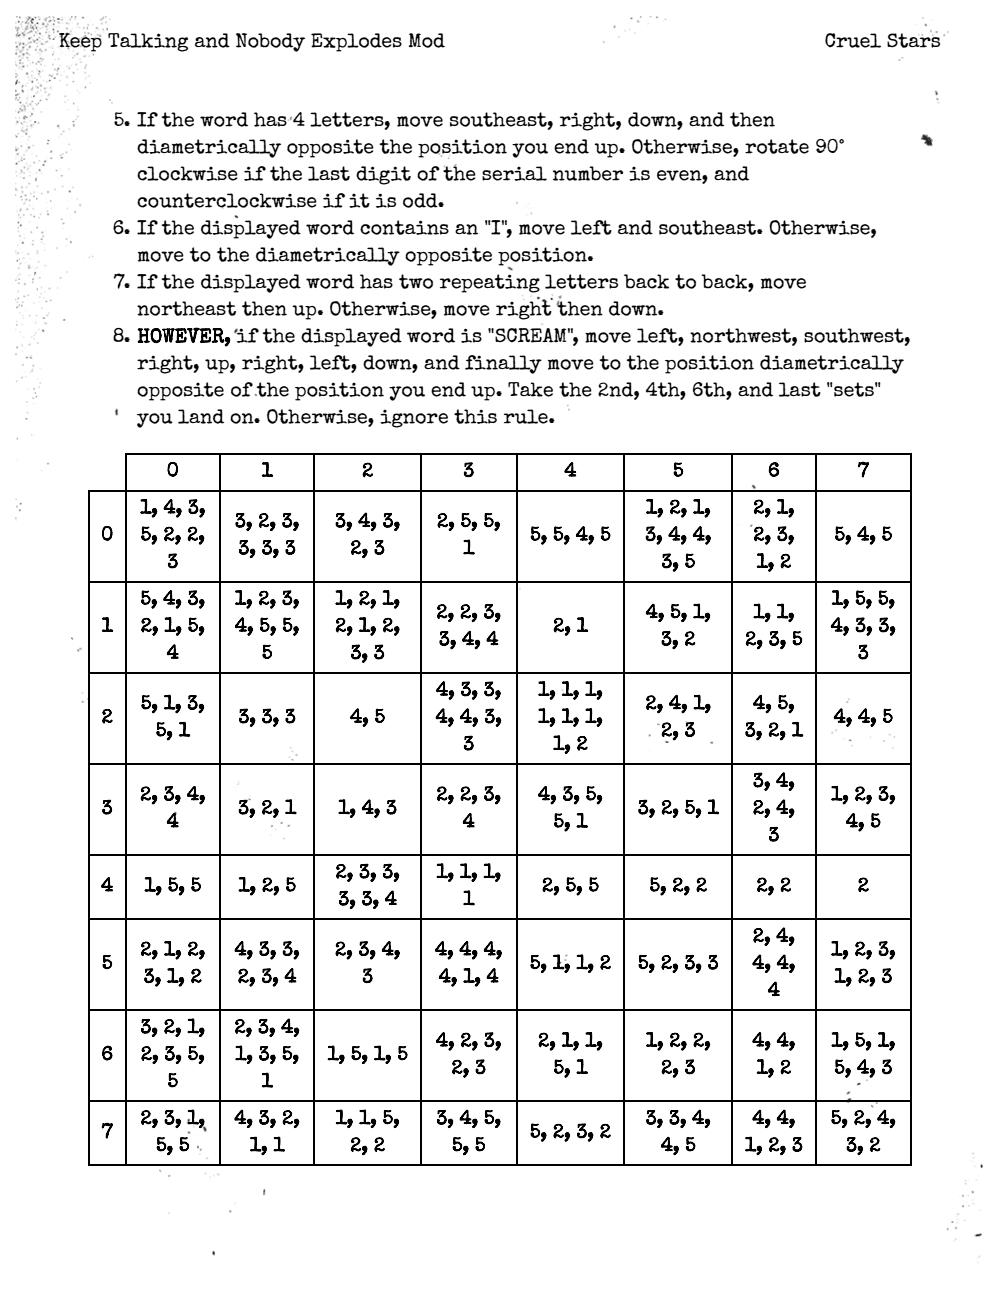 Keep Talking and Nobody Explodes Mod Cruel Stars
5. If the word has 4 letters, move southeast, right, down, and then
diametrically opposite the position you end up. Otherwise, rotate 90°
clockwise if the last digit of the serial number is even, and
counterclockwise if it is odd.
6. If the displayed word contains an "I", move left and southeast. Otherwise,
move to the diametrically opposite position.
7. If the displayed word has two repeating letters back to back, move
northeast then up. Otherwise, move right then down.
8. HOWEVER, if the displayed word is "SCREAM", move left, northwest, southwest,
right, up, right, left, down, and finally move to the position diametrically
opposite of the position you end up. Take the 2nd, 4th, 6th, and last "sets"
you land on. Otherwise, ignore this rule.
0 1 2 3 4 5 6 7
0 1, 4, 3, 5, 2, 2, 3 3, 2, 3, 3, 3, 3 3, 4, 3, 2, 3 2, 5, 5, 1 5, 5, 4, 5 1, 2, 1, 3, 4, 4, 3, 5 2, 1, 2, 3, 1, 2 5, 4, 5
1 5, 4, 3, 2, 1, 5, 4 1, 2, 3, 4, 5, 5, 5 1, 2, 1, 2, 1, 2, 3, 3 2, 2, 3, 3, 4, 4 2, 1 4, 5, 1, 3, 2 1, 1, 2, 3, 5 1, 5, 5, 4, 3, 3, 3
2 5, 1, 3, 5, 1 3, 3, 3 4, 5 4, 3, 3, 4, 4, 3, 3 1, 1, 1, 1, 1, 1, 1, 2 2, 4, 1, 2, 3 4, 5, 3, 2, 1 4, 4, 5
3 2, 3, 4, 4 3, 2, 1 1, 4, 3 2, 2, 3, 4 4, 3, 5, 5, 1 3, 2, 5, 1 3, 4, 2, 4, 3 1, 2, 3, 4, 5
4 1, 5, 5 1, 2, 5 2, 3, 3, 3, 3, 4 1, 1, 1, 1 2, 5, 5 5, 2, 2 2, 2 2
5 2, 1, 2, 3, 1, 2 4, 3, 3, 2, 3, 4 2, 3, 4, 3 4, 4, 4, 4, 1, 4 5, 1, 1, 2 5, 2, 3, 3 2, 4, 4, 4, 4 1, 2, 3, 1, 2, 3
6 3, 2, 1, 2, 3, 5, 5 2, 3, 4, 1, 3, 5, 1 1, 5, 1, 5 4, 2, 3, 2, 3 2, 1, 1, 5, 1 1, 2, 2, 2, 3 4, 4, 1, 2 1, 5, 1, 5, 4, 3
7 2, 3, 1, 5, 5 4, 3, 2, 1, 1 1, 1, 5, 2, 2 3, 4, 5, 5, 5 5, 2, 3, 2 3, 3, 4, 4, 5 4, 4, 1, 2, 3 5, 2, 4, 3, 2